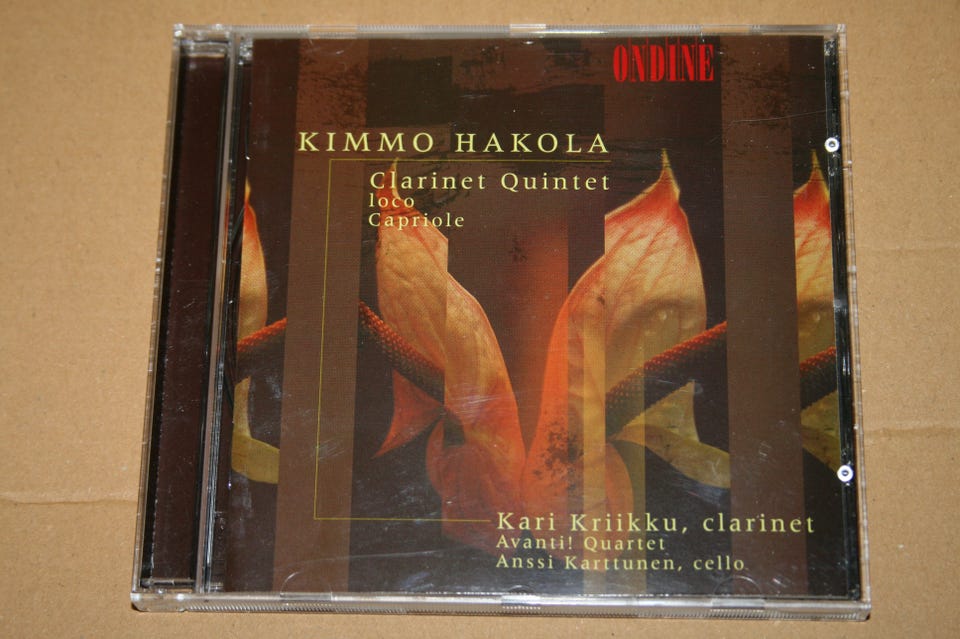 ONDINE
KIMMO HAKOLA
Clarinet Quintet
loco
Capriole
Kari Kriikku, clarinet
Avanti! Quartet
Anssi Karttunen, cello